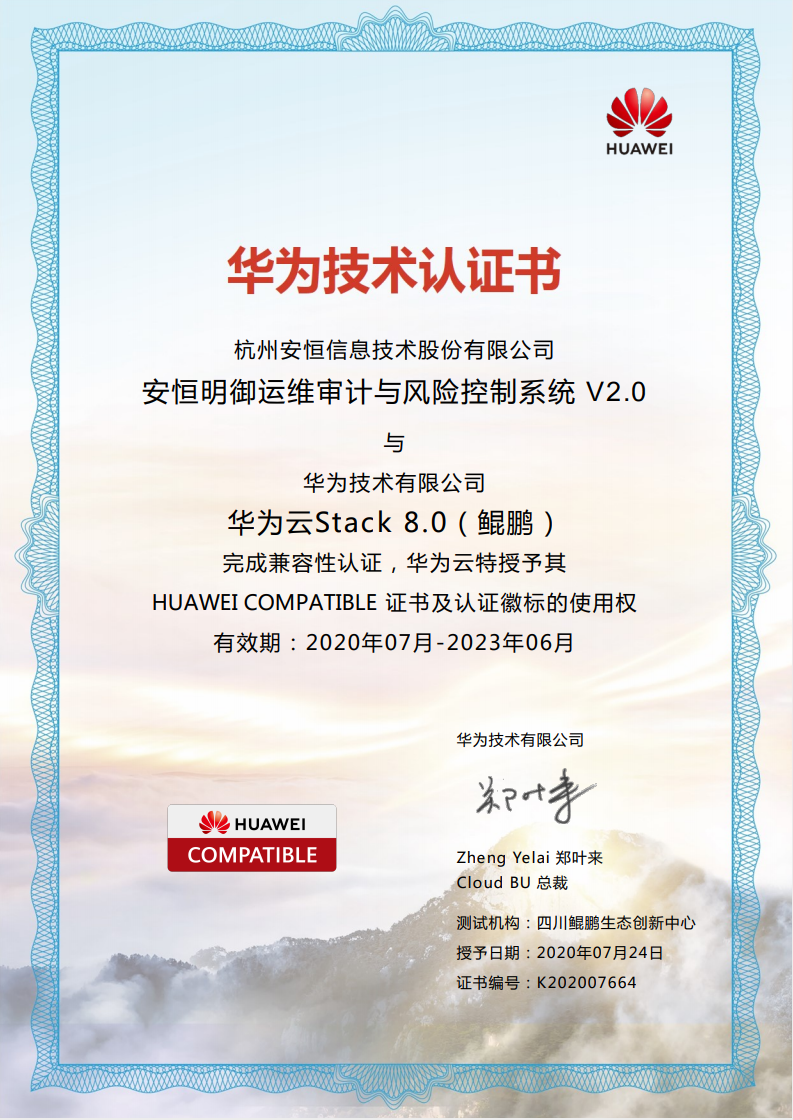 HUAWEI
华为技术认证书
杭州安恒信息技术股份有限公司
安恒明御运维审计与风险控制系统 V2.0
与
华为技术有限公司
华为云Stack 8.0（鲲鹏）
完成兼容性认证，华为云特授予其
HUAWEI COMPATIBLE 证书及认证徽标的使用权
有效期：2020年07月-2023年06月
华为技术有限公司
郑叶来
HUAWEI
COMPATIBLE
Zheng Yelai 郑叶来
Cloud BU 总裁
测试机构：四川鲲鹏生态创新中心
授予日期：2020年07月24日
证书编号：K202007664